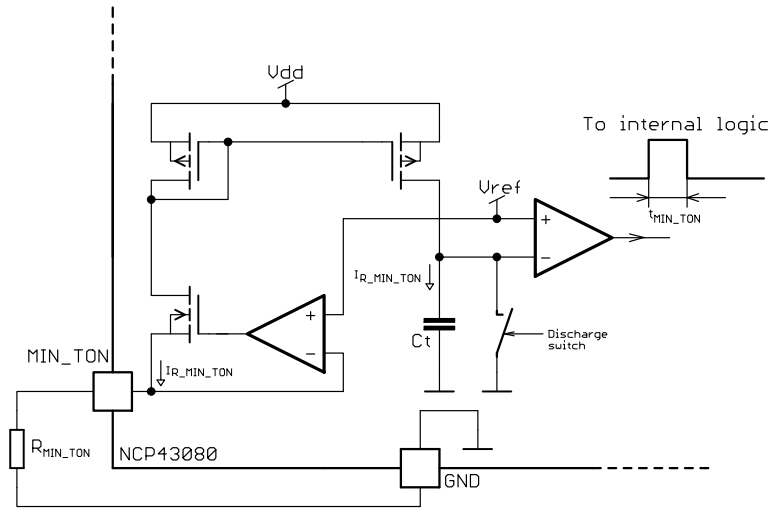 Vdd
To internal logic
Vref
+
−
tMIN_TON
IR_MIN_TON
+
−
Ct
Discharge
switch
MIN_TON
IR_MIN_TON
RMIN_TON
NCP43080
GND